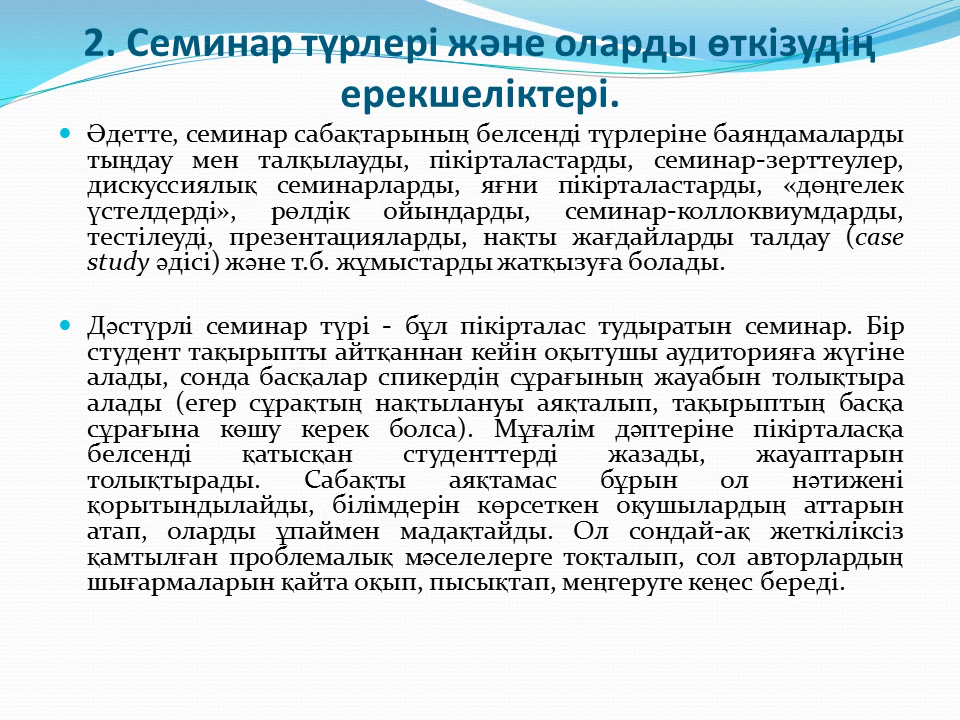 2. Семинар түрлері және оларды өткізудің
ерекшеліктері.
Әдетте, семинар сабақтарының белсенді түрлеріне баяндамаларды
тыңдау мен талқылауды, пікірталастарды, семинар-зерттеулер,
дискуссиялық семинарларды, яғни пікірталастарды, «дөңгелек
үстелдерді», рөлдік ойындарды, семинар-коллоквиумдарды,
тестілеуді, презентацияларды, нақты жағдайларды талдау (case
study әдісі) және т.б. жұмыстарды жатқызуға болады.
Дәстүрлі семинар түрі - бұл пікірталас тудыратын семинар. Бір
студент тақырыпты айтқаннан кейін оқытушы аудиторияға жүгіне
алады, сонда басқалар спикердің сұрағының жауабын толықтыра
алады (егер сұрақтың нақтылануы аяқталып, тақырыптың басқа
сұрағына көшу керек болса). Мұғалім дәптеріне пікірталасқа
белсенді қатысқан студенттерді жазады, жауаптарын
толықтырады. Сабақты аяқтамас бұрын ол нәтижені
қорытындылайды, білімдерін көрсеткен оқушылардың аттарын
атап, оларды ұпаймен мадақтайды. Ол сондай-ақ жеткіліксіз
қамтылған проблемалық мәселелерге тоқталып, сол авторлардың
шығармаларын қайта оқып, пысықтап, меңгеруге кеңес береді.